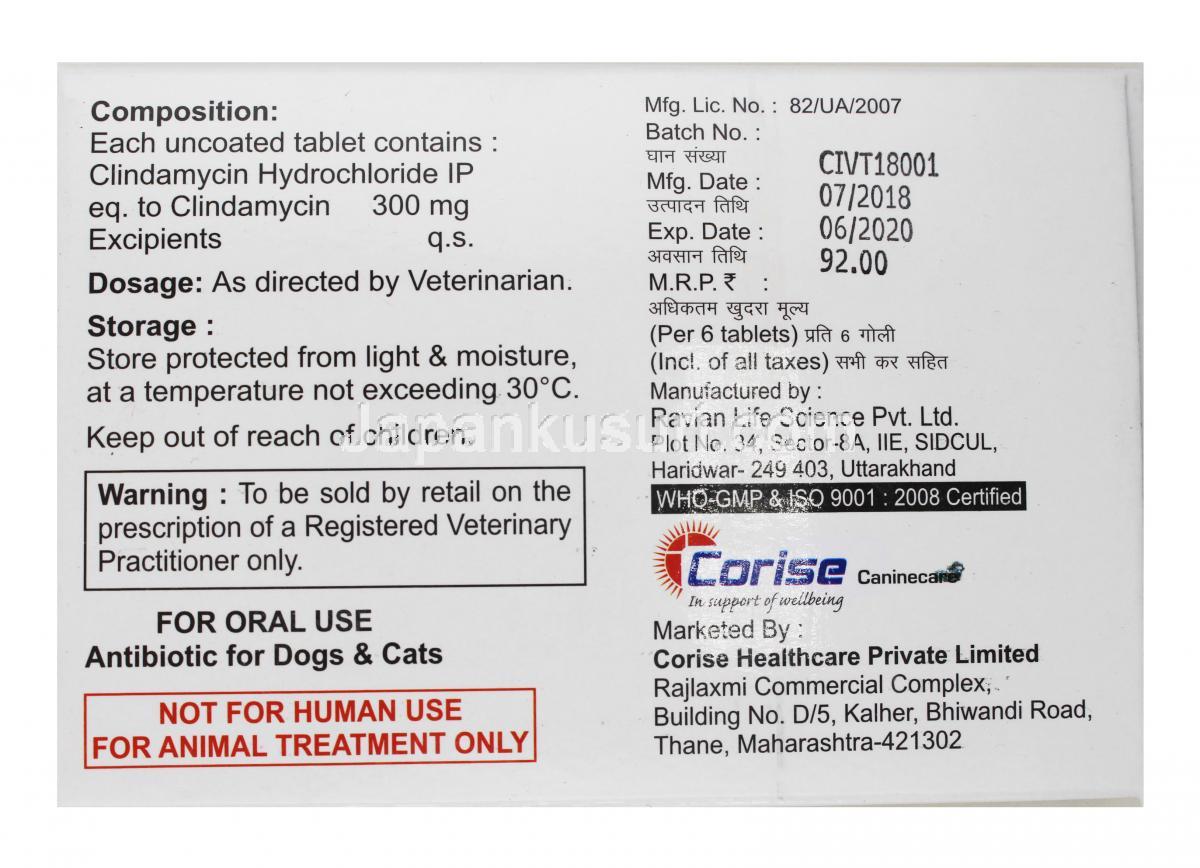 Composition:
Each uncoated tablet contains :
Clindamycin Hydrochloride IP
eq. to Clindamycin 300 mg
Excipients q.s.
Dosage: As directed by Veterinarian.
Storage :
Store protected from light & moisture,
at a temperature not exceeding 30°C.
Keep out of reach of children.
Warning : To be sold by retail on the
prescription of a Registered Veterinary
Practitioner only.
FOR ORAL USE
Antibiotic for Dogs & Cats
NOT FOR HUMAN USE
FOR ANIMAL TREATMENT ONLY
Mfg. Lic. No. : 82/UA/2007
Batch No. :
घान संख्या CIVT18001
Mfg. Date : 07/2018
उत्पादन तिथि
Exp. Date : 06/2020
अवसान तिथि 92.00
M.R.P. ₹ :
अधिकतम खुदरा मूल्य
(Per 6 tablets) प्रति 6 गोली
(Incl. of all taxes) सभी कर सहित
Manufactured by :
Ravian Life Science Pvt. Ltd.
Plot No. 34, Sector-8A, IIE, SIDCUL,
Haridwar- 249 403, Uttarakhand
WHO-GMP & ISO 9001 : 2008 Certified
Corise Caninecare
In support of wellbeing
Marketed By :
Corise Healthcare Private Limited
Rajlaxmi Commercial Complex,
Building No. D/5, Kalher, Bhiwandi Road,
Thane, Maharashtra-421302